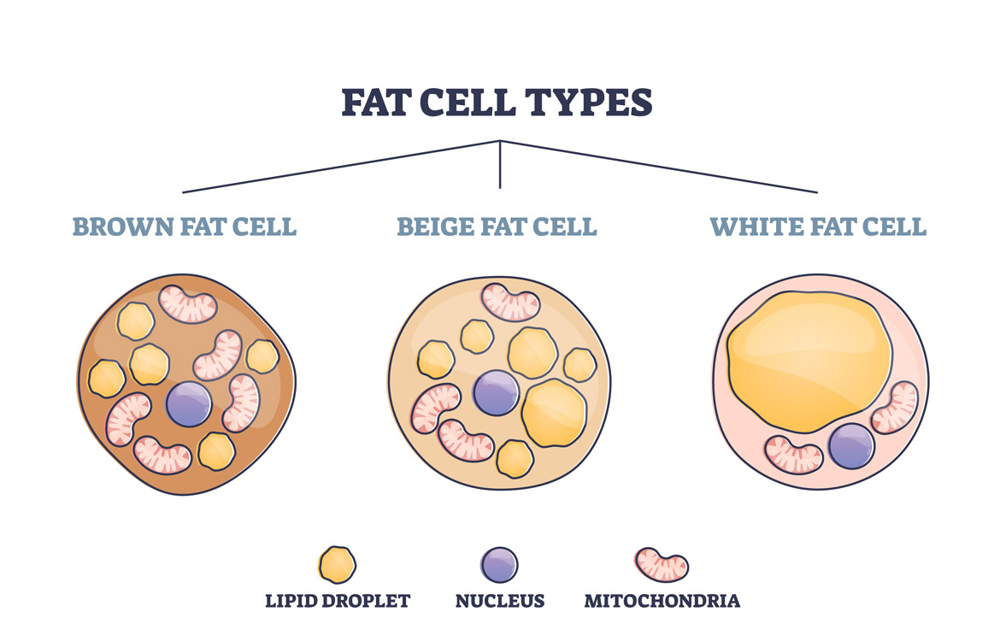 FAT CELL TYPES
BROWN FAT CELL
BEIGE FAT CELL
WHITE FAT CELL
LIPID DROPLET
NUCLEUS
MITOCHONDRIA